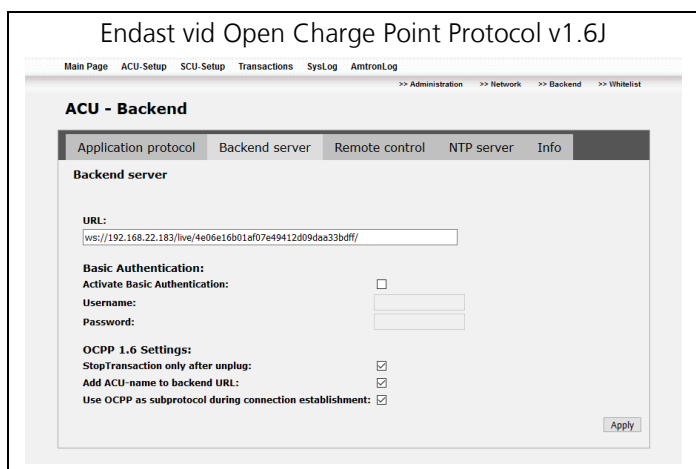 Endast vid Open Charge Point Protocol v1.6J
Main Page ACU-Setup SCU-Setup Transactions SysLog AmtronLog
>> Administration >> Network >> Backend >> Whitelist
ACU - Backend
Application protocol Backend server Remote control NTP server Info
Backend server
URL:
ws://192.168.22.183/live/4e06e16b01af07e49412d09daa33bdff/
Basic Authentication:
Activate Basic Authentication:
Username:
Password:
OCPP 1.6 Settings:
StopTransaction only after unplug:
Add ACU-name to backend URL:
Use OCPP as subprotocol during connection establishment:
Apply